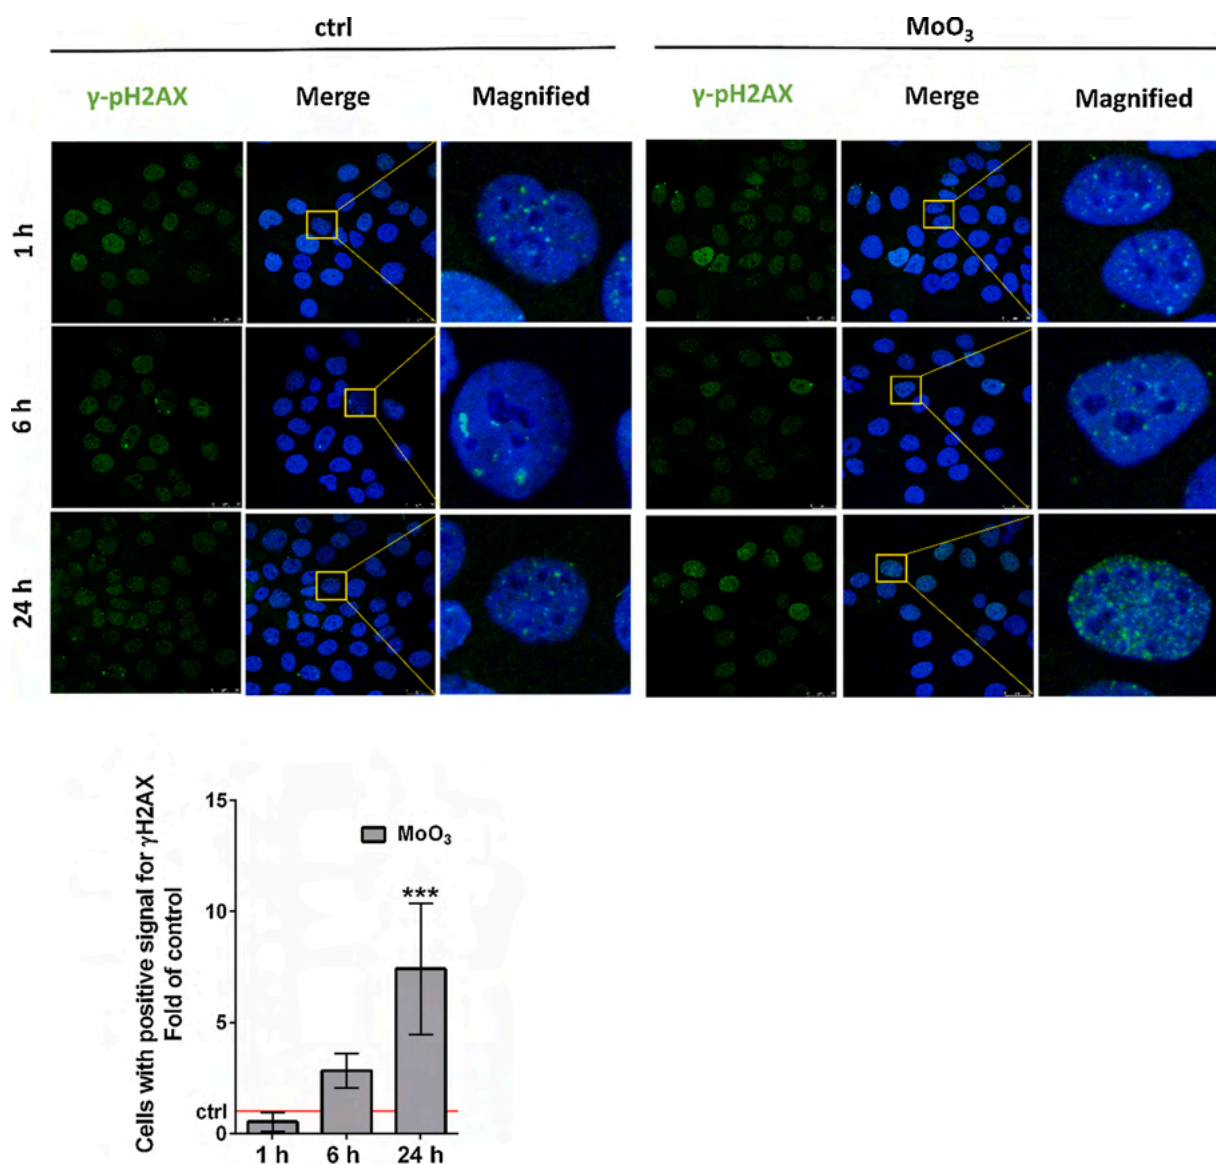 ctrl
MoO₃
γ-pH2AX Merge Magnified
γ-pH2AX Merge Magnified
1 h
6 h
24 h
Cells with positive signal for γH2AX
Fold of control
15
10
5
ctrl
0
MoO₃
***
1 h 6 h 24 h